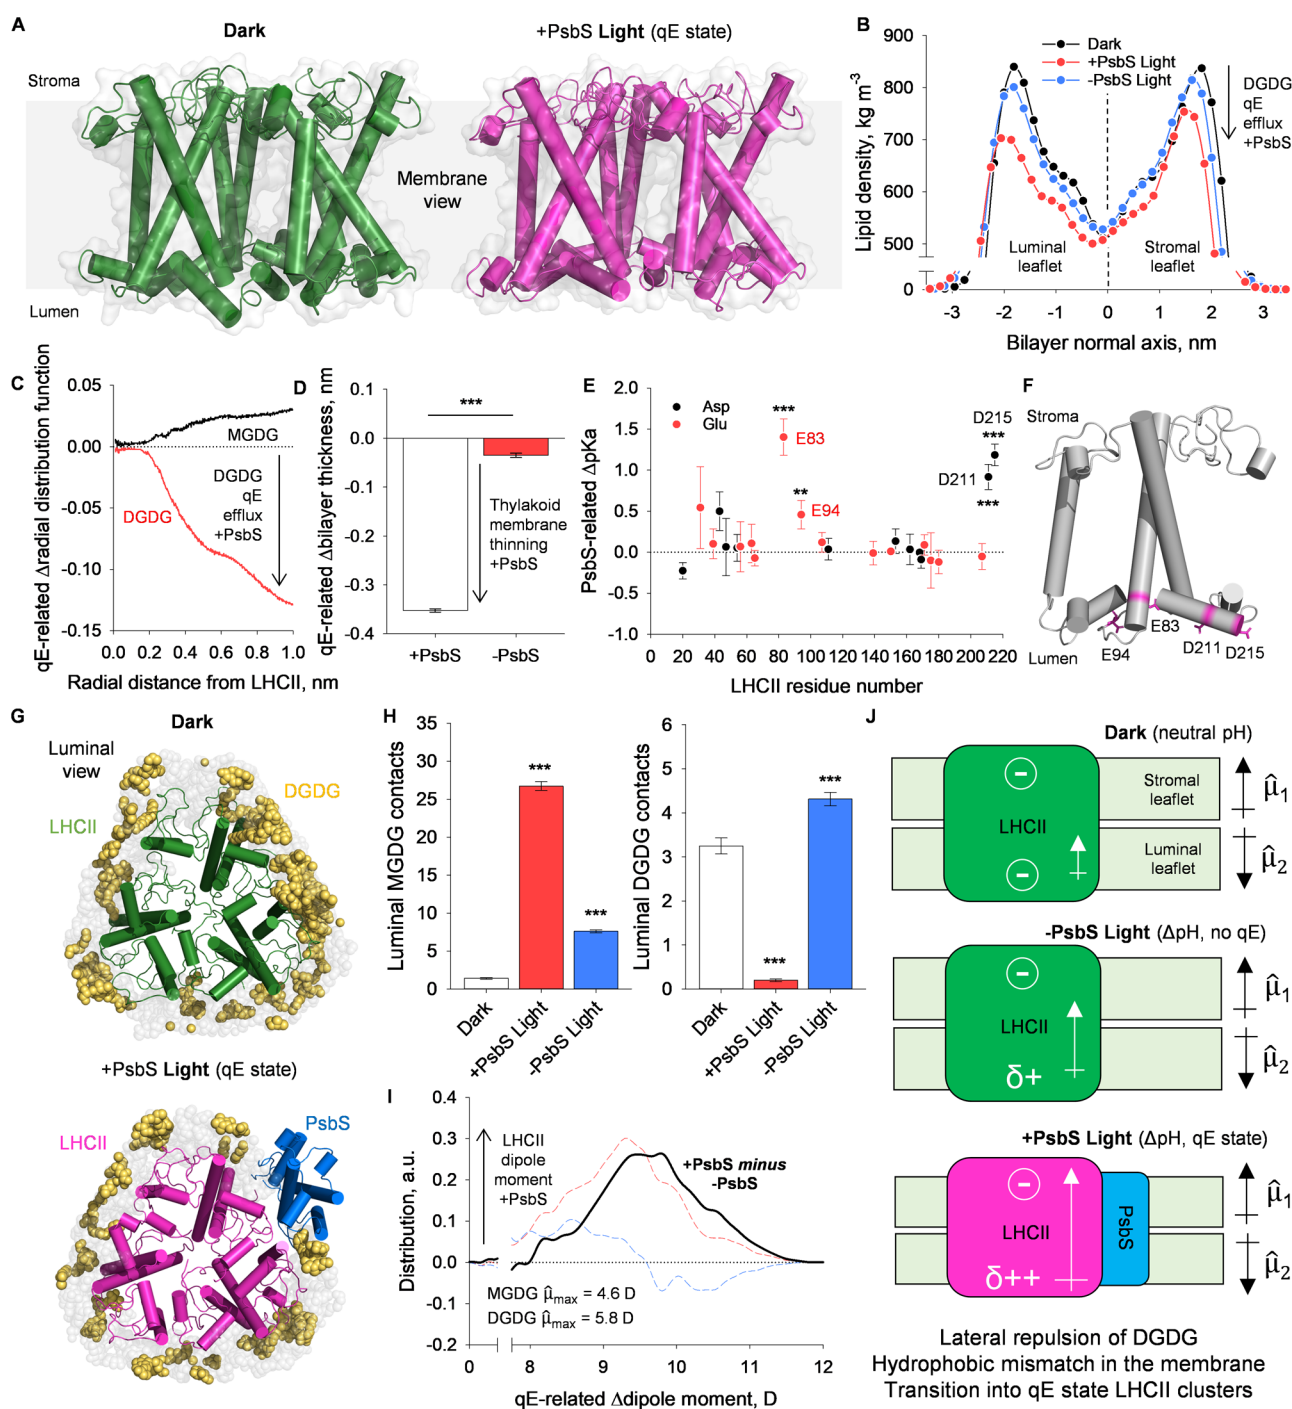 A
Dark
+PsbS Light (qE state)
Stroma
Membrane
view
Lumen
B
900
800
700
600
500
0
Lipid density, kg m⁻³
Dark
+PsbS Light
-PsbS Light
DGDG
qE
efflux
+PsbS
Luminal
leaflet
Stromal
leaflet
-3
-2
-1
0
1
2
3
Bilayer normal axis, nm
C
qE-related Δradial distribution function
0.05
0.00
-0.05
-0.10
-0.15
MGDG
DGDG
DGDG
qE
efflux
+PsbS
0.0
0.2
0.4
0.6
0.8
1.0
Radial distance from LHCII, nm
D
qE-related Δbilayer thickness, nm
0.1
0.0
-0.1
-0.2
-0.3
-0.4
***
Thylakoid
membrane
thinning
+PsbS
+PsbS
-PsbS
E
PsbS-related ΔpKa
2.0
1.5
1.0
0.5
0.0
-0.5
-1.0
Asp
Glu
***
E83
**
E94
D215
***
D211
***
0
20
40
60
80
100
120
140
160
180
200
220
LHCII residue number
F
Stroma
Lumen
E83
E94
D211
D215
G
Dark
Luminal
view
DGDG
LHCII
+PsbS Light (qE state)
PsbS
LHCII
H
Luminal MGDG contacts
35
30
25
20
15
10
5
0
***
***
Dark
+PsbS Light
-PsbS Light
Luminal DGDG contacts
6
5
4
3
2
1
0
***
***
Dark
+PsbS Light
-PsbS Light
I
Distribution, a.u.
0.4
0.3
0.2
0.1
0.0
-0.1
-0.2
LHCII
dipole
moment
+PsbS
+PsbS minus
-PsbS
MGDG μ̂max = 4.6 D
DGDG μ̂max = 5.8 D
0
8
9
10
11
12
qE-related Δdipole moment, D
J
Dark (neutral pH)
-
LHCII
-
Stromal
leaflet
Luminal
leaflet
μ̂₁
μ̂₂
-PsbS Light (ΔpH, no qE)
-
LHCII
δ+
μ̂₁
μ̂₂
+PsbS Light (ΔpH, qE state)
-
LHCII
δ++
PsbS
μ̂₁
μ̂₂
Lateral repulsion of DGDG
Hydrophobic mismatch in the membrane
Transition into qE state LHCII clusters